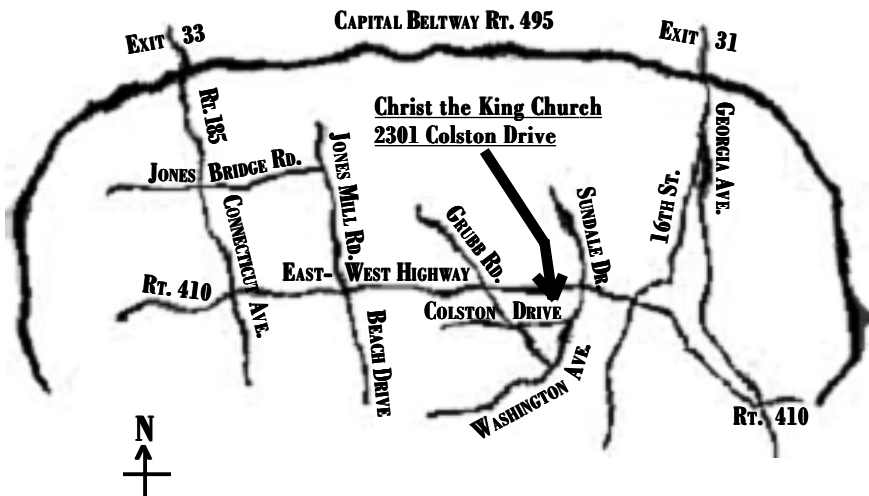 Capital Beltway Rt. 495
Exit 33
Exit 31
Rt. 185
Christ the King Church
2301 Colston Drive
Georgia Ave.
Jones Bridge Rd.
Jones Mill Rd.
16th St.
Connecticut Ave.
Grubb Rd.
Sundale Dr.
East-West Highway
Rt. 410
Colston Drive
Beach Drive
Washington Ave.
Rt. 410
N